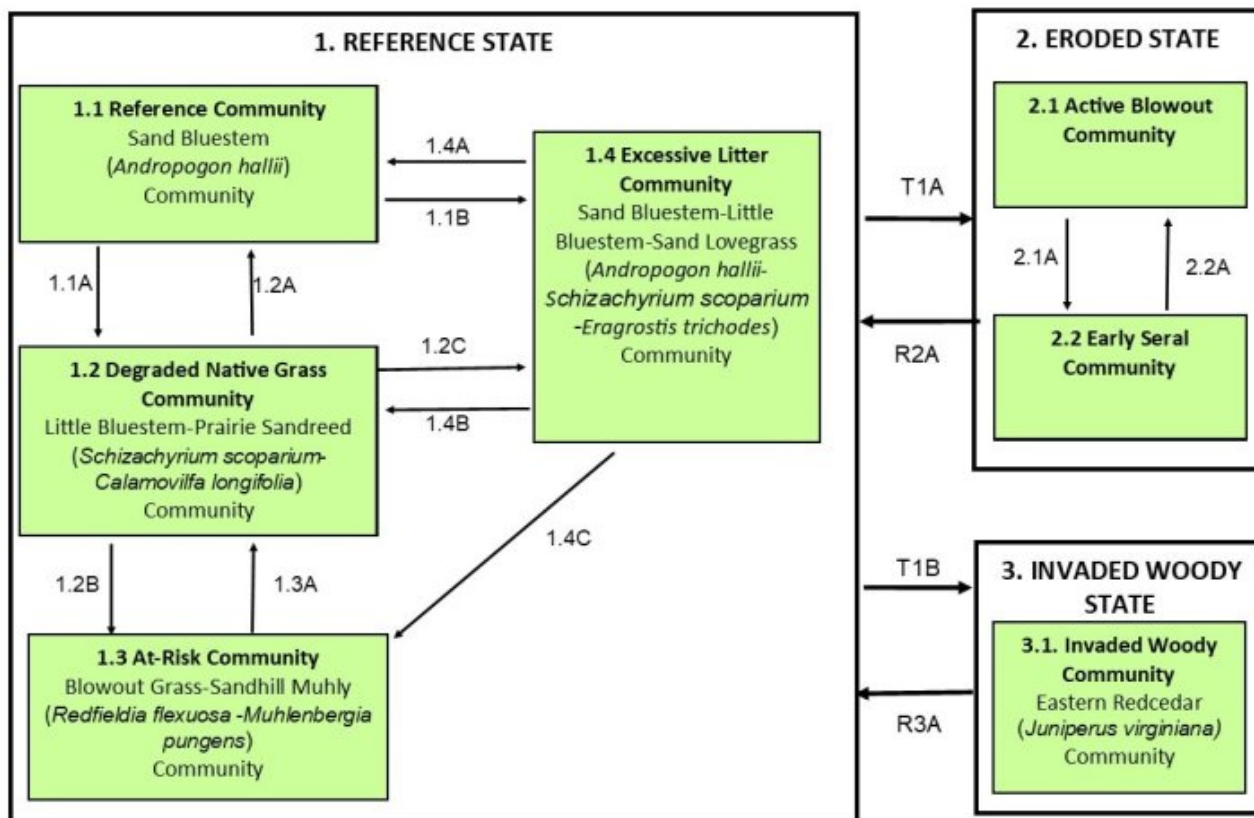 1. REFERENCE STATE
1.1 Reference Community
Sand Bluestem
(Andropogon hallii)
Community
1.4A
1.1B
1.4 Excessive Litter
Community
Sand Bluestem-Little
Bluestem-Sand Lovegrass
(Andropogon hallii-
Schizachyrium scoparium
-Eragrostis trichodes)
Community
1.1A
1.2A
1.2 Degraded Native Grass
Community
Little Bluestem-Prairie Sandreed
(Schizachyrium scoparium-
Calamovilfa longifolia)
Community
1.2C
1.4B
1.4C
1.2B
1.3A
1.3 At-Risk Community
Blowout Grass-Sandhill Muhly
(Redfieldia flexuosa -Muhlenbergia
pungens)
Community
T1A
R2A
2. ERODED STATE
2.1 Active Blowout
Community
2.1A
2.2A
2.2 Early Seral
Community
T1B
R3A
3. INVADED WOODY
STATE
3.1. Invaded Woody
Community
Eastern Redcedar
(Juniperus virginiana)
Community